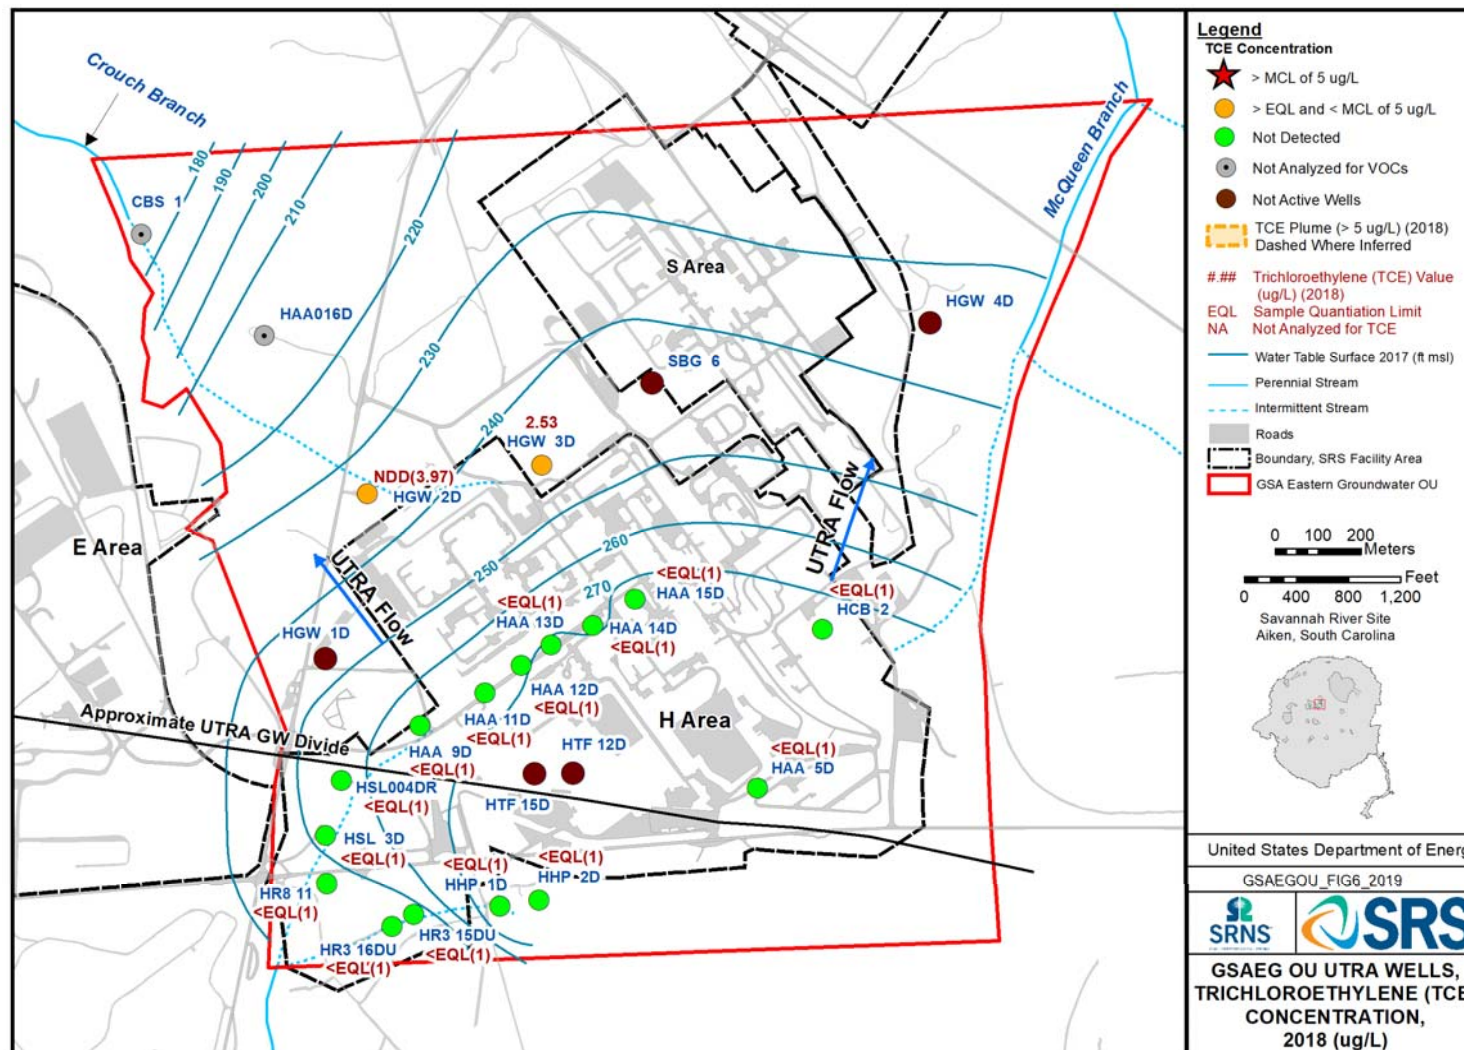 Crouch Branch
CBS 1
180
190
200
210
220
HAA016D
230
240
S Area
McQueen Branch
HGW 4D
SBG 6
2.53
HGW 3D
NDD(3.97)
HGW 2D
E Area
UTRA Flow
UTRA Flow
250
260
270
<EQL(1)
HAA 15D
<EQL(1)
HAA 13D
<EQL(1)
HCB 2
HAA 14D
<EQL(1)
HGW 1D
HAA 12D
<EQL(1)
HAA 11D
<EQL(1)
H Area
Approximate UTRA GW Divide
HAA 9D
<EQL(1)
HTF 12D
HTF 15D
<EQL(1)
HAA 5D
HSL004DR
<EQL(1)
HSL 3D
<EQL(1)
<EQL(1)
HHP 1D
<EQL(1)
HHP 2D
HR8 11
<EQL(1)
HR3 16DU
<EQL(1)
HR3 15DU
<EQL(1)
Legend
TCE Concentration
> MCL of 5 ug/L
> EQL and < MCL of 5 ug/L
Not Detected
Not Analyzed for VOCs
Not Active Wells
TCE Plume (> 5 ug/L) (2018)
Dashed Where Inferred
#.## Trichloroethylene (TCE) Value
(ug/L) (2018)
EQL Sample Quantiation Limit
NA Not Analyzed for TCE
Water Table Surface 2017 (ft msl)
Perennial Stream
Intermittent Stream
Roads
Boundary, SRS Facility Area
GSA Eastern Groundwater OU
0 100 200
Meters
Feet
0 400 800 1,200
Savannah River Site
Aiken, South Carolina
United States Department of Energ
GSAEGOU_FIG6_2019
SRNS
SRS
GSAEG OU UTRA WELLS,
TRICHLOROETHYLENE (TCE
CONCENTRATION,
2018 (ug/L)